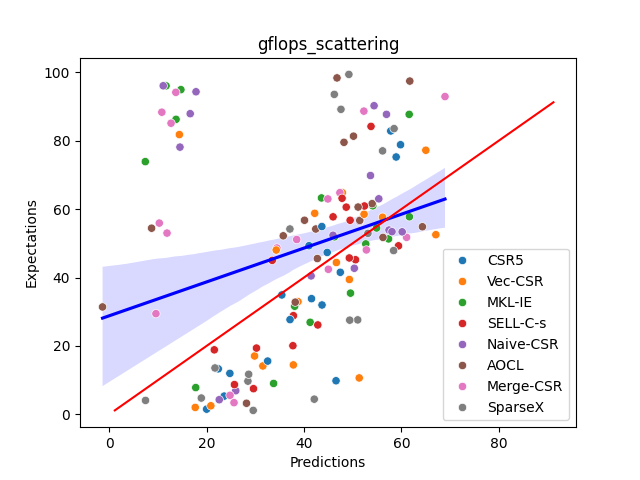 gflops_scattering
Expectations
100
80
60
40
20
0
0 20 40 60 80
Predictions
CSR5
Vec-CSR
MKL-IE
SELL-C-s
Naive-CSR
AOCL
Merge-CSR
SparseX